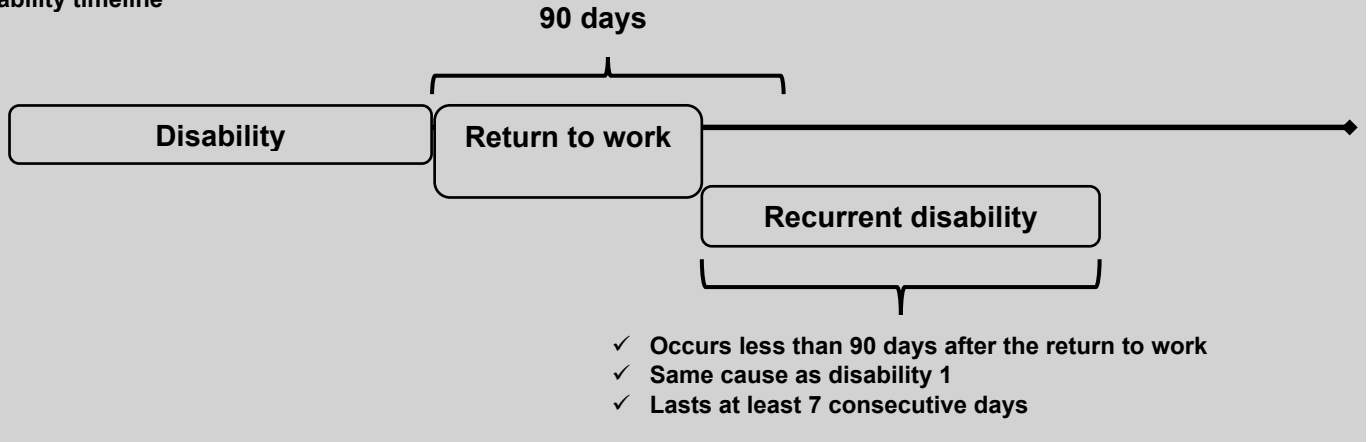 ability timeline
90 days
Disability
Return to work
Recurrent disability
✓ Occurs less than 90 days after the return to work
✓ Same cause as disability 1
✓ Lasts at least 7 consecutive days